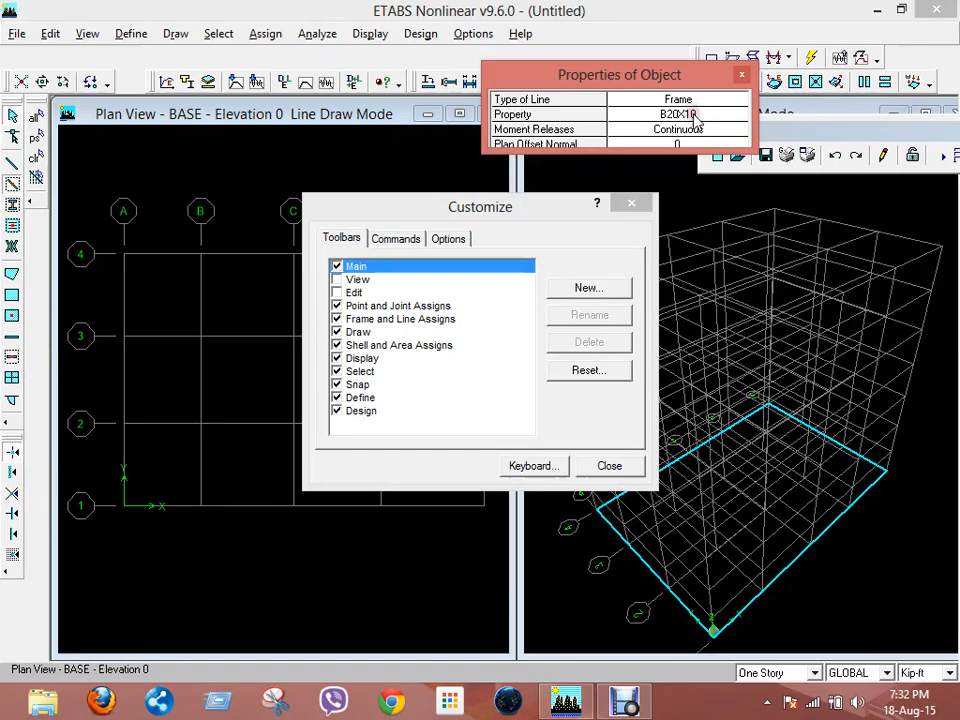 ETABS Nonlinear v9.6.0 - (Untitled)
File Edit View Define Draw Select Assign Analyze Display Design Options Help
Properties of Object
Type of Line Frame
Property B20X10
Moment Releases Continuous
Plan Offset Normal 0
Plan View - BASE - Elevation 0 Line Draw Mode
all
ps
clr
A B C
4
3
2
1
Y
X
Customize
Toolbars Commands Options
Main
View
Edit
Point and Joint Assigns
Frame and Line Assigns
Draw
Shell and Area Assigns
Display
Select
Snap
Define
Design
New...
Rename
Delete
Reset...
Keyboard... Close
Plan View - BASE - Elevation 0
One Story GLOBAL Kip-ft
7:32 PM
18-Aug-15